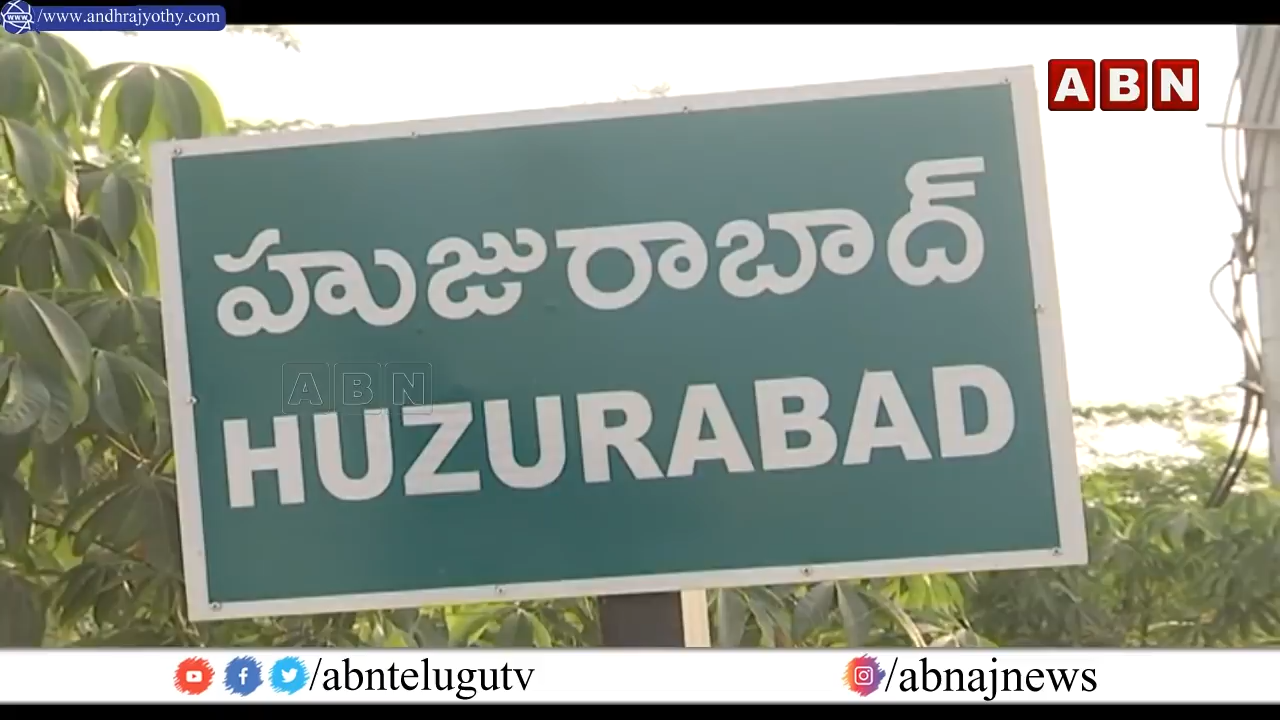 www.andhrajyothy.com
ABN
హుజురాబాద్
ABN
HUZURABAD
/abntelugutv
/abnajnews